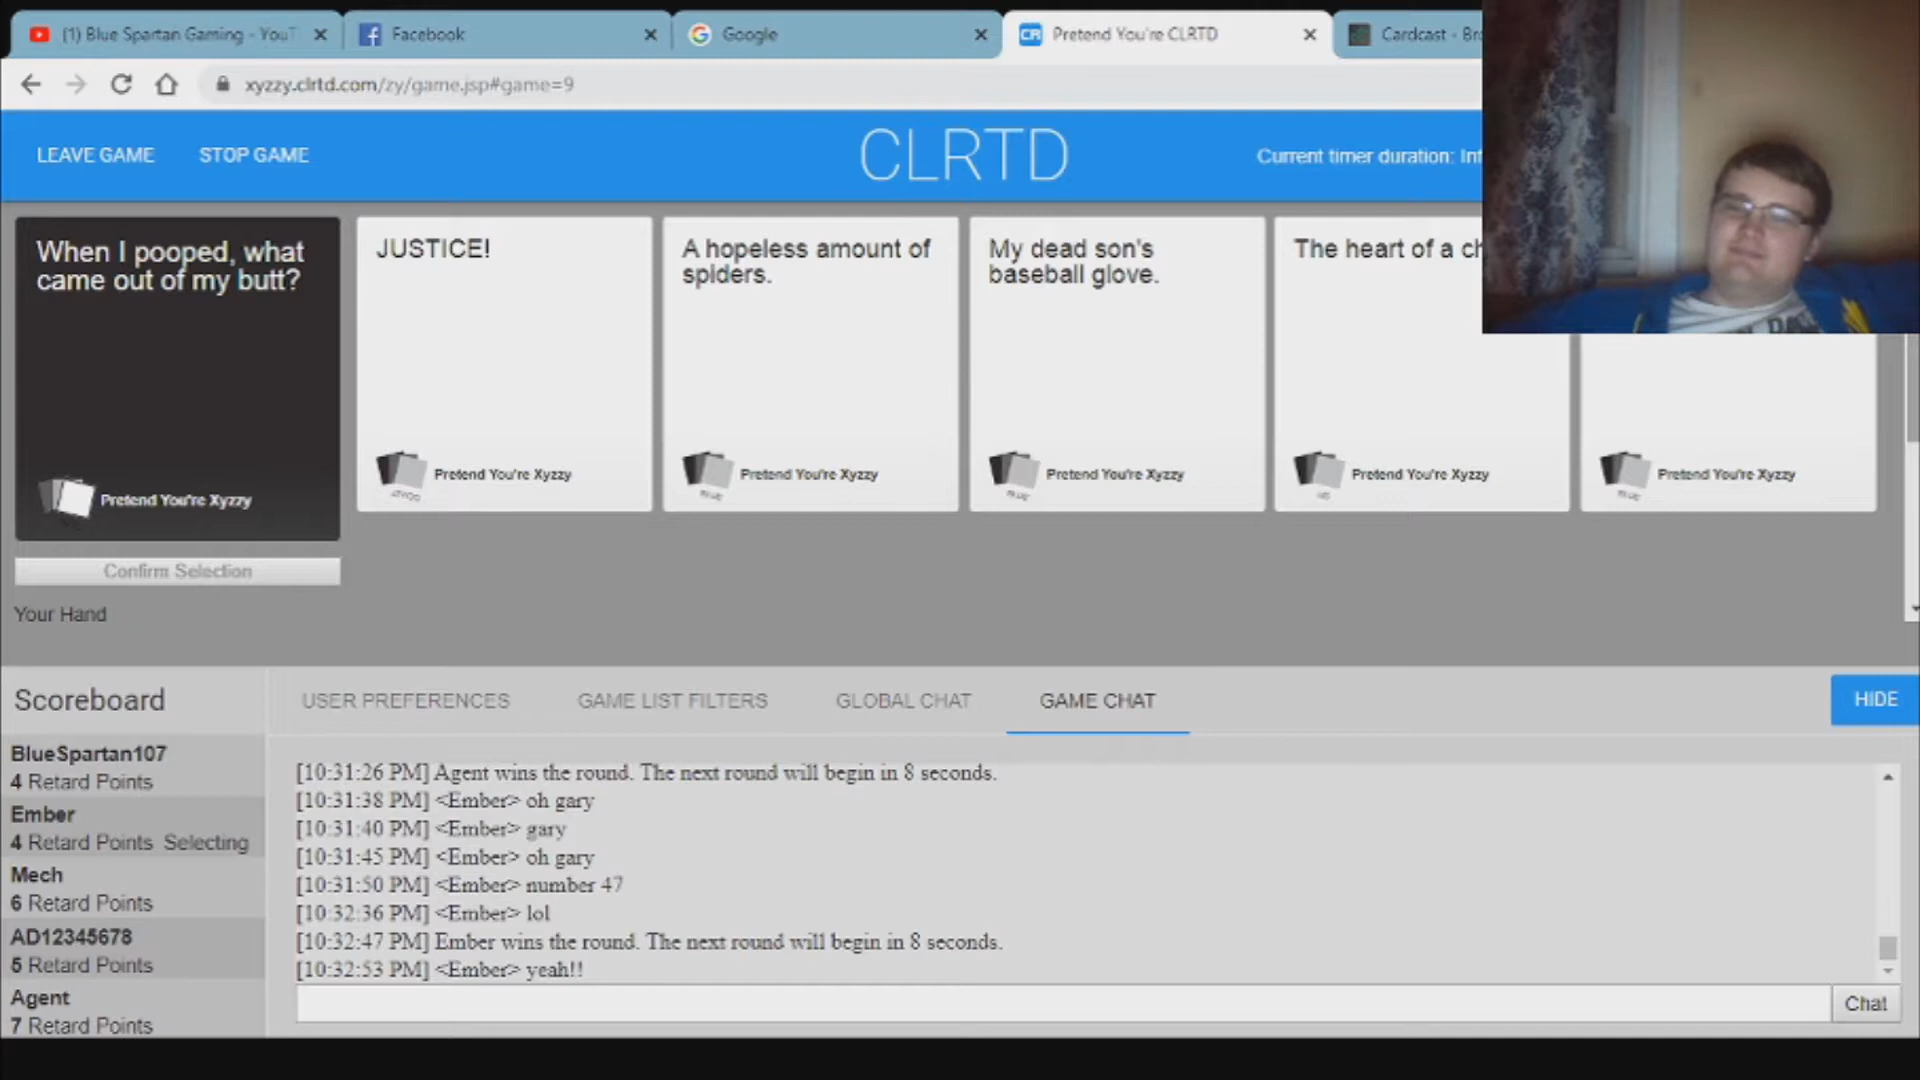 (1) Blue Spartan Gaming - YouT
Facebook
Google
Pretend You're CLRTD
Cardcast - Bro
xyzzy.clrtd.com/zy/game.jsp#game=9
LEAVE GAME
STOP GAME
CLRTD
Current timer duration: Inf
When I pooped, what
came out of my butt?
Pretend You're Xyzzy
JUSTICE!
Pretend You're Xyzzy
A hopeless amount of
spiders.
Pretend You're Xyzzy
BLUE
My dead son's
baseball glove.
Pretend You're Xyzzy
BLUE
The heart of a ch
Pretend You're Xyzzy
US
Pretend You're Xyzzy
BLUE
Confirm Selection
Your Hand
Scoreboard
BlueSpartan107
4 Retard Points
Ember
4 Retard Points Selecting
Mech
6 Retard Points
AD12345678
5 Retard Points
Agent
7 Retard Points
USER PREFERENCES
GAME LIST FILTERS
GLOBAL CHAT
GAME CHAT
HIDE
[10:31:26 PM] Agent wins the round. The next round will begin in 8 seconds.
[10:31:38 PM] <Ember> oh gary
[10:31:40 PM] <Ember> gary
[10:31:45 PM] <Ember> oh gary
[10:31:50 PM] <Ember> number 47
[10:32:36 PM] <Ember> lol
[10:32:47 PM] Ember wins the round. The next round will begin in 8 seconds.
[10:32:53 PM] <Ember> yeah!!
Chat